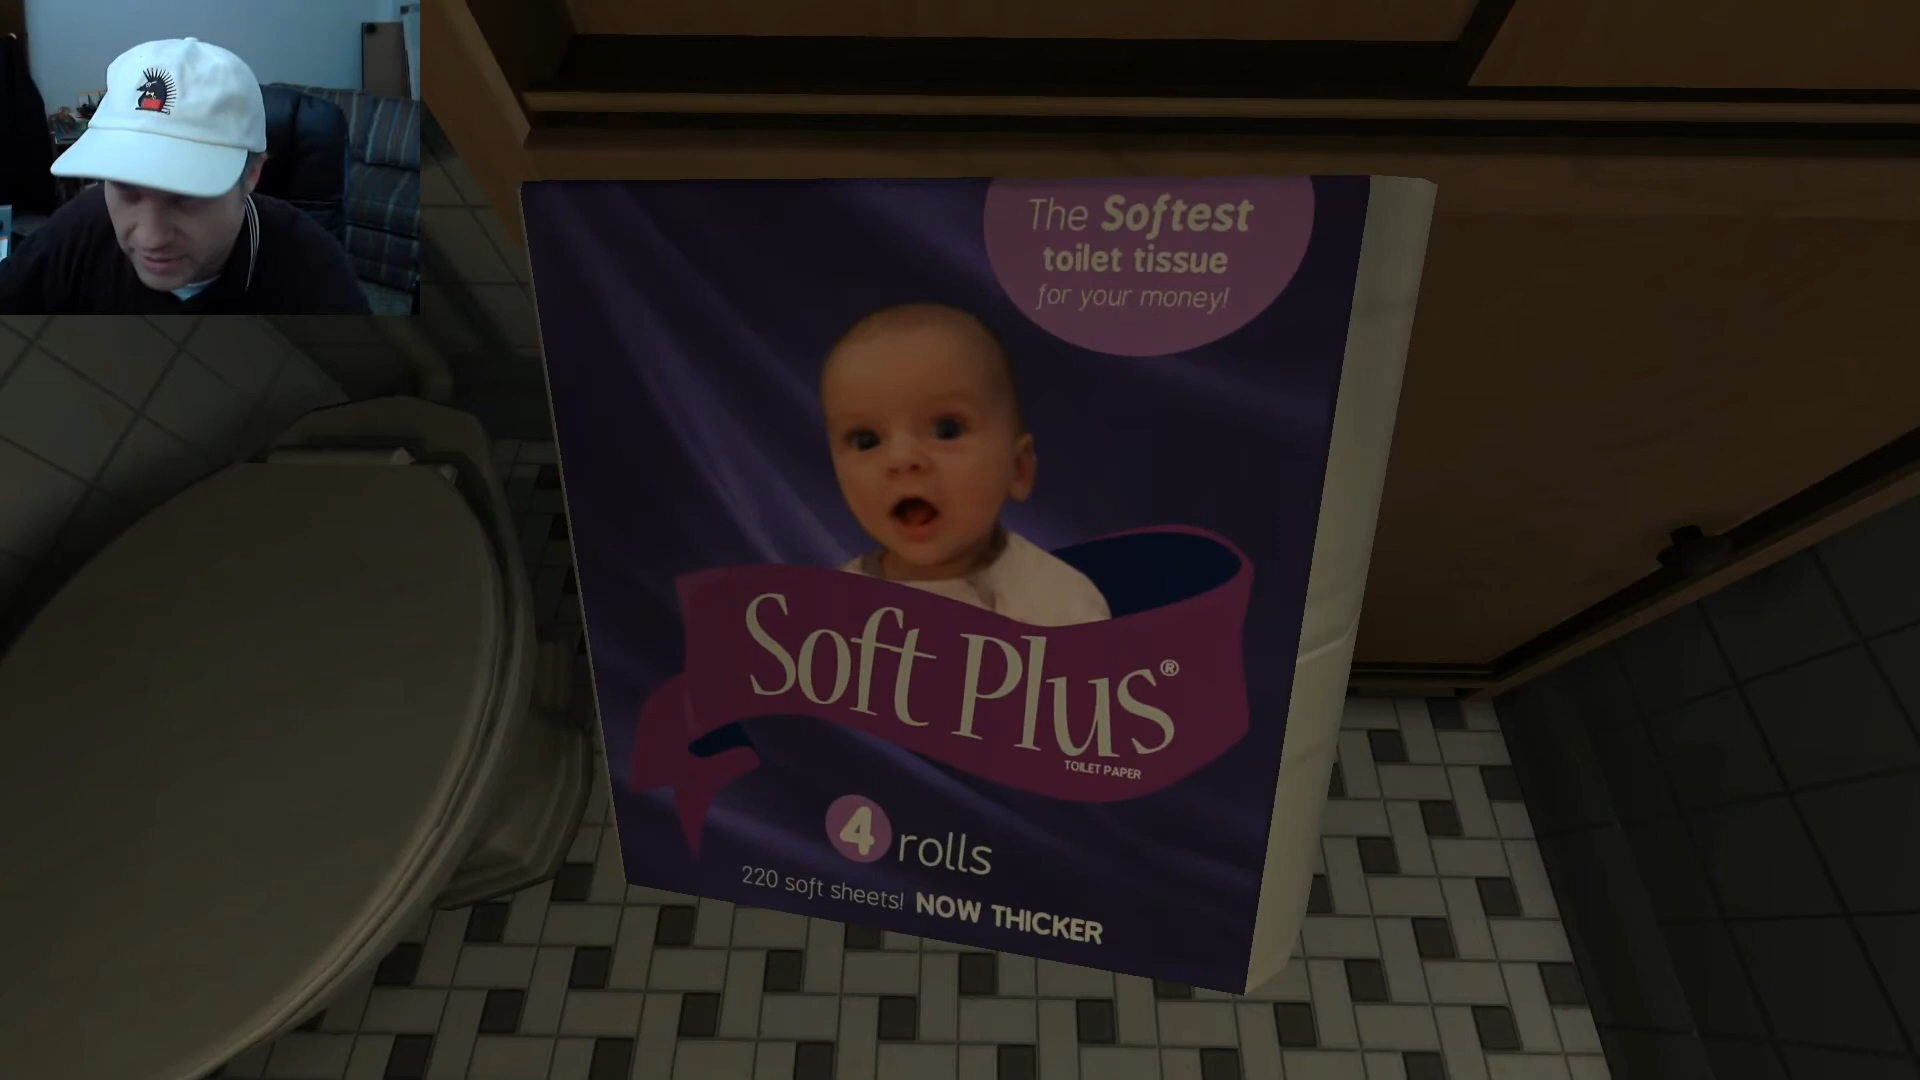 The Softest
toilet tissue
for your money!
Soft Plus®
TOILET PAPER
4 rolls
220 soft sheets! NOW THICKER